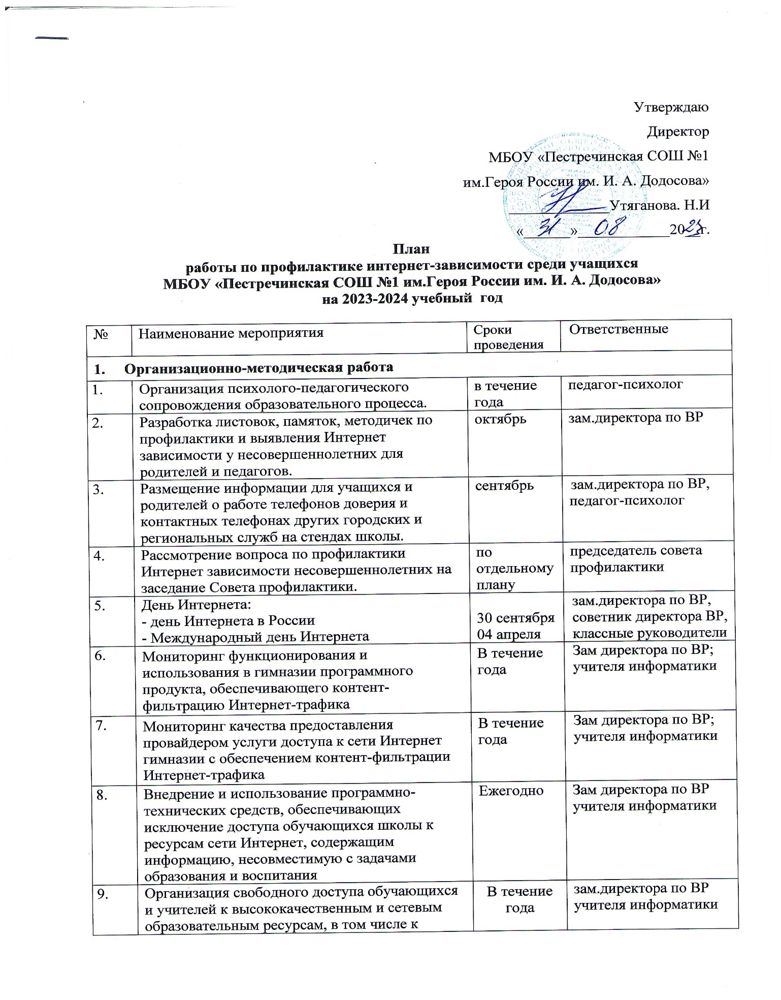 Утверждаю
Директор
МБОУ «Пестречинская СОШ №1
им.Героя России им. И. А. Додосова»
_____________Утяганова. Н.И
«31» 08 2023г.
План
работы по профилактике интернет-зависимости среди учащихся
МБОУ «Пестречинская СОШ №1 им.Героя России им. И. А. Додосова»
на 2023-2024 учебный год
№ Наименование мероприятия Сроки проведения Ответственные
1. Организационно-методическая работа
1.
Организация психолого-педагогического
сопровождения образовательного процесса.
в течение
года
педагог-психолог
2.
Разработка листовок, памяток, методичек по
профилактики и выявления Интернет
зависимости у несовершеннолетних для
родителей и педагогов.
октябрь
зам.директора по ВР
3.
Размещение информации для учащихся и
родителей о работе телефонов доверия и
контактных телефонах других городских и
региональных служб на стендах школы.
сентябрь
зам.директора по ВР,
педагог-психолог
4.
Рассмотрение вопроса по профилактики
Интернет зависимости несовершеннолетних на
заседание Совета профилактики.
по
отдельному
плану
председатель совета
профилактики
5.
День Интернета:
- день Интернета в России
- Международный день Интернета
30 сентября
04 апреля
зам.директора по ВР,
советник директора ВР,
классные руководители
6.
Мониторинг функционирования и
использования в гимназии программного
продукта, обеспечивающего контент-
фильтрацию Интернет-трафика
В течение
года
Зам директора по ВР;
учителя информатики
7.
Мониторинг качества предоставления
провайдером услуги доступа к сети Интернет
гимназии с обеспечением контент-фильтрации
Интернет-трафика
В течение
года
Зам директора по ВР;
учителя информатики
8.
Внедрение и использование программно-
технических средств, обеспечивающих
исключение доступа обучающихся школы к
ресурсам сети Интернет, содержащим
информацию, несовместимую с задачами
образования и воспитания
Ежегодно
Зам директора по ВР
учителя информатики
9.
Организация свободного доступа обучающихся
и учителей к высококачественным и сетевым
образовательным ресурсам, в том числе к
В течение
года
зам.директора по ВР
учителя информатики